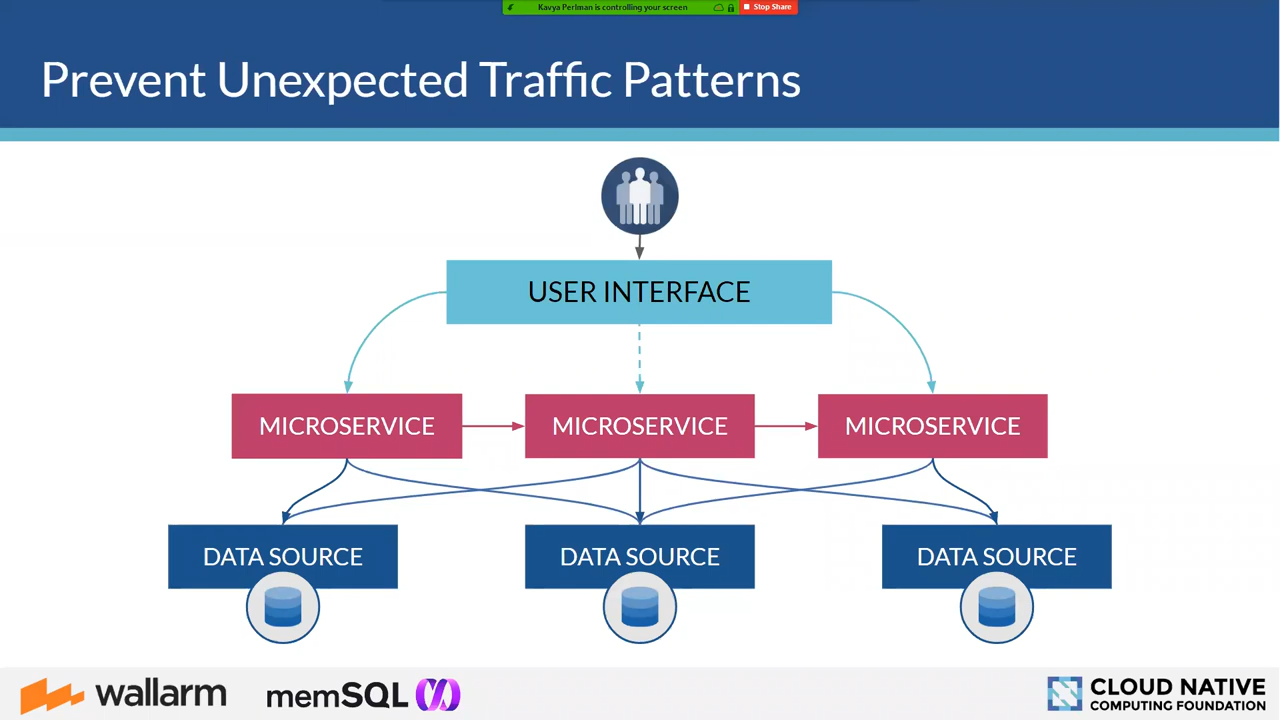 Kavya Perlman is controlling your screen
Stop Share
Prevent Unexpected Traffic Patterns
USER INTERFACE
MICROSERVICE
MICROSERVICE
MICROSERVICE
DATA SOURCE
DATA SOURCE
DATA SOURCE
wallarm
memSQL
CLOUD NATIVE
COMPUTING FOUNDATION